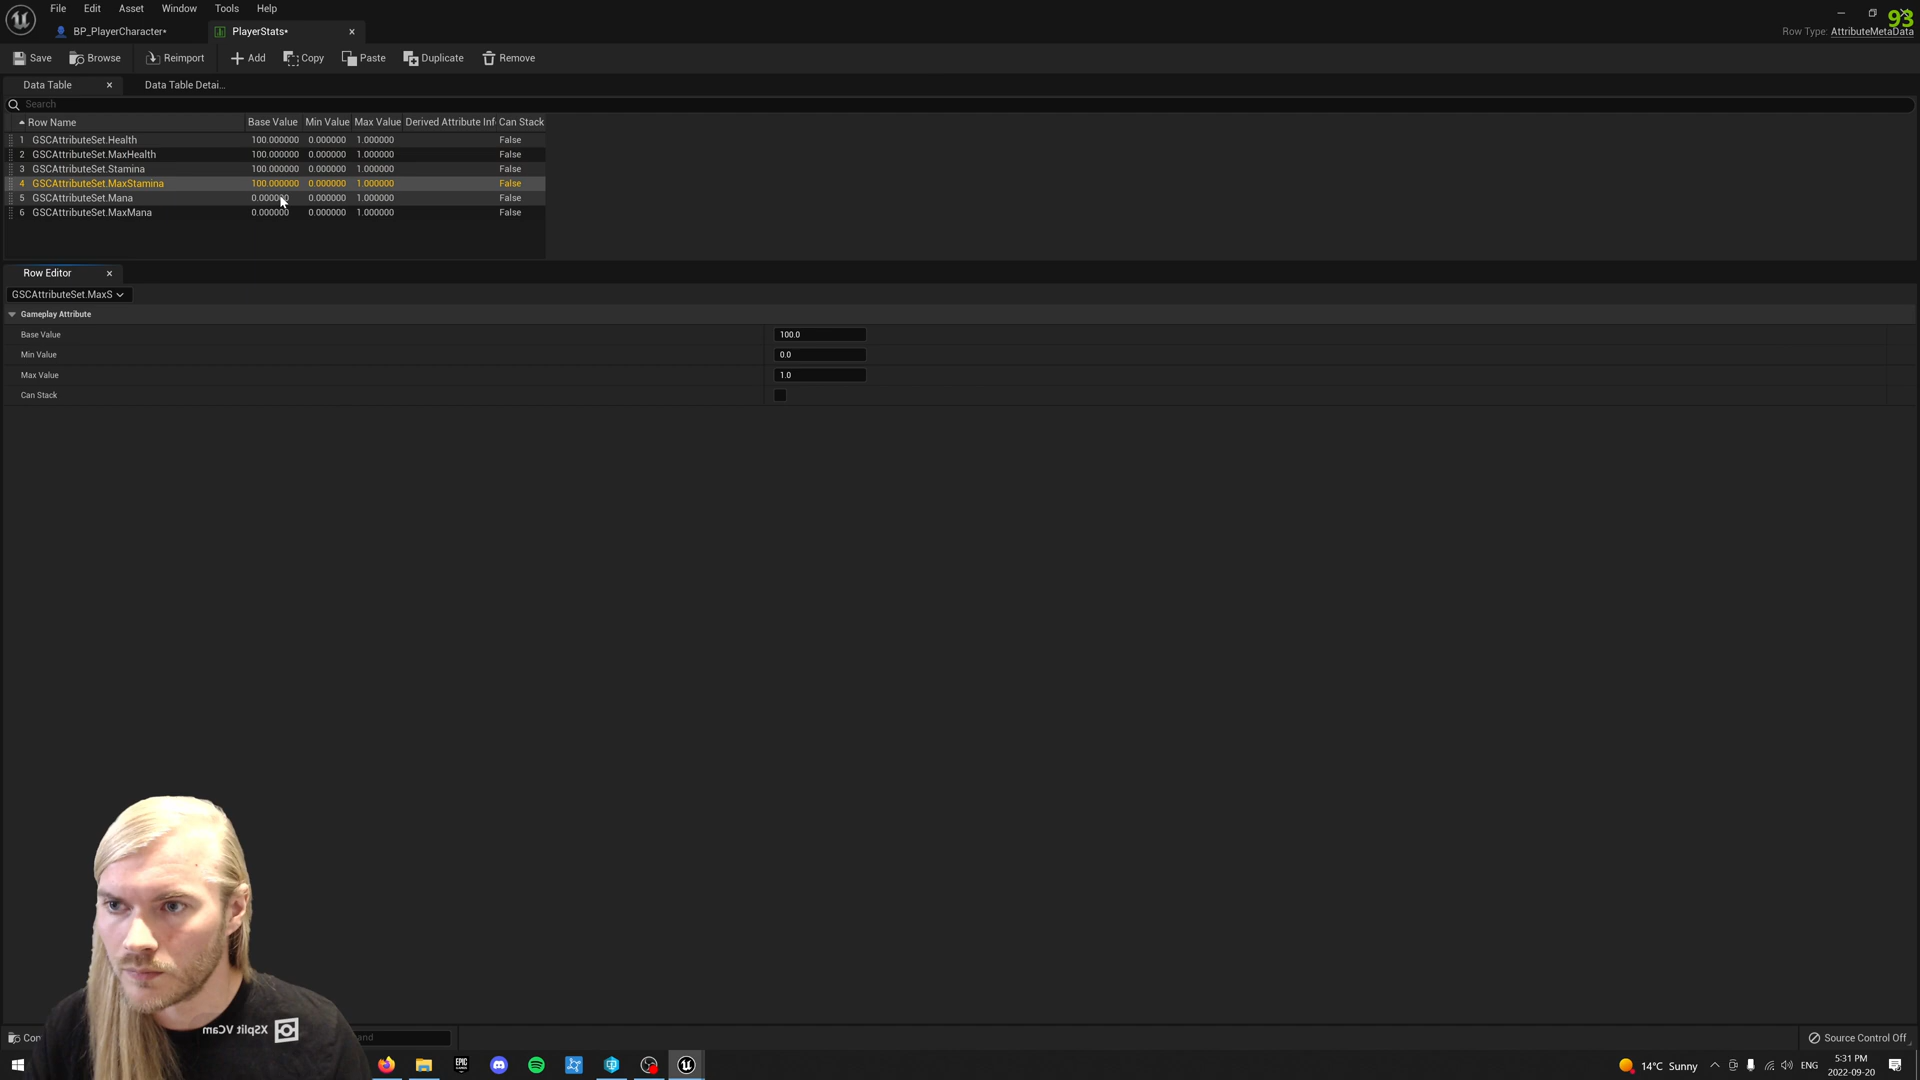 File Edit Asset Window Tools Help
93
BP_PlayerCharacter*
PlayerStats*
Row Type: AttributeMetaData
Save Browse Reimport Add Copy Paste Duplicate Remove
Data Table
Data Table Detai...
Search
Row Name Base Value Min Value Max Value Derived Attribute Inf Can Stack
1 GSCAttributeSet.Health 100.000000 0.000000 1.000000 False
2 GSCAttributeSet.MaxHealth 100.000000 0.000000 1.000000 False
3 GSCAttributeSet.Stamina 100.000000 0.000000 1.000000 False
4 GSCAttributeSet.MaxStamina 100.000000 0.000000 1.000000 False
5 GSCAttributeSet.Mana 0.000000 0.000000 1.000000 False
6 GSCAttributeSet.MaxMana 0.000000 0.000000 1.000000 False
Row Editor
GSCAttributeSet.MaxS
Gameplay Attribute
Base Value 100.0
Min Value 0.0
Max Value 1.0
Can Stack
XSplit VCam
Con
and
Source Control Off
EPIC GAMES
14°C Sunny
ENG
5:31 PM
2022-09-20